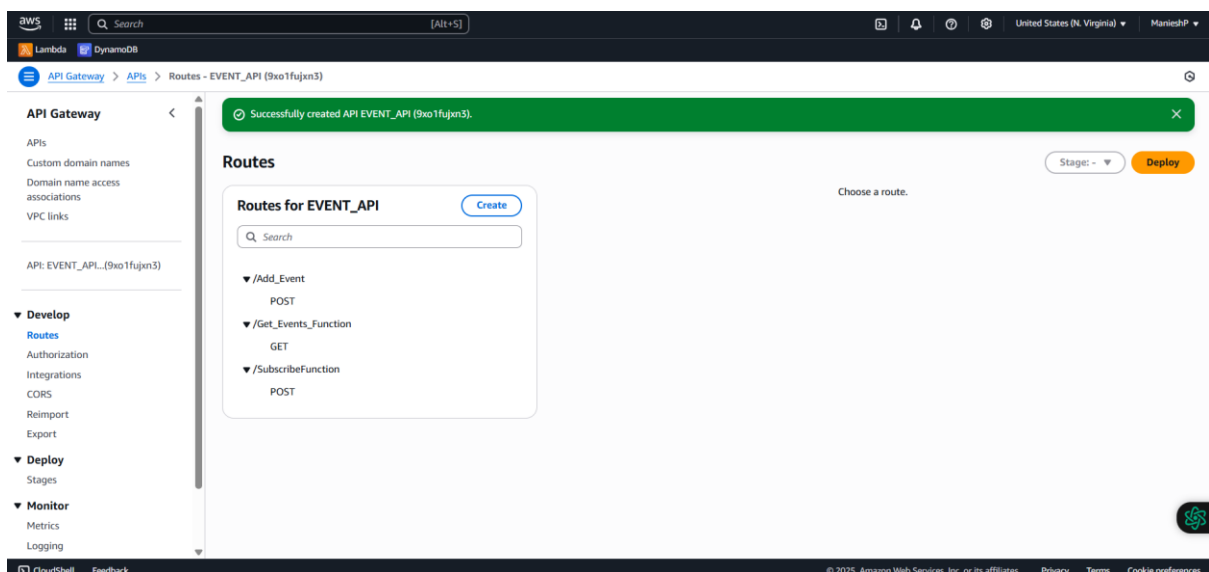 aws
Search [Alt+S] United States (N. Virginia) ManieshP
Lambda DynamoDB
API Gateway > APIs > Routes - EVENT_API (9xo1fujxn3)
API Gateway
APIs
Custom domain names
Domain name access
associations
VPC links
API: EVENT_API...(9xo1fujxn3)
Develop
Routes
Authorization
Integrations
CORS
Reimport
Export
Deploy
Stages
Monitor
Metrics
Logging
Successfully created API EVENT_API (9xo1fujxn3).
Routes
Stage: - Deploy
Routes for EVENT_API Create
Search
/Add_Event
POST
/Get_Events_Function
GET
/SubscribeFunction
POST
Choose a route.
CloudShell Feedback © 2025, Amazon Web Services, Inc. or its affiliates. Privacy Terms Cookie preferences